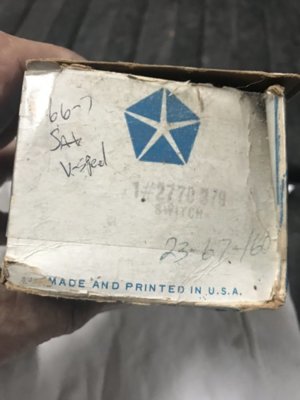 66-7
Sat
V-speed
1-#2770 379
SWITCH
23-67-160
MADE AND PRINTED IN U.S.A.